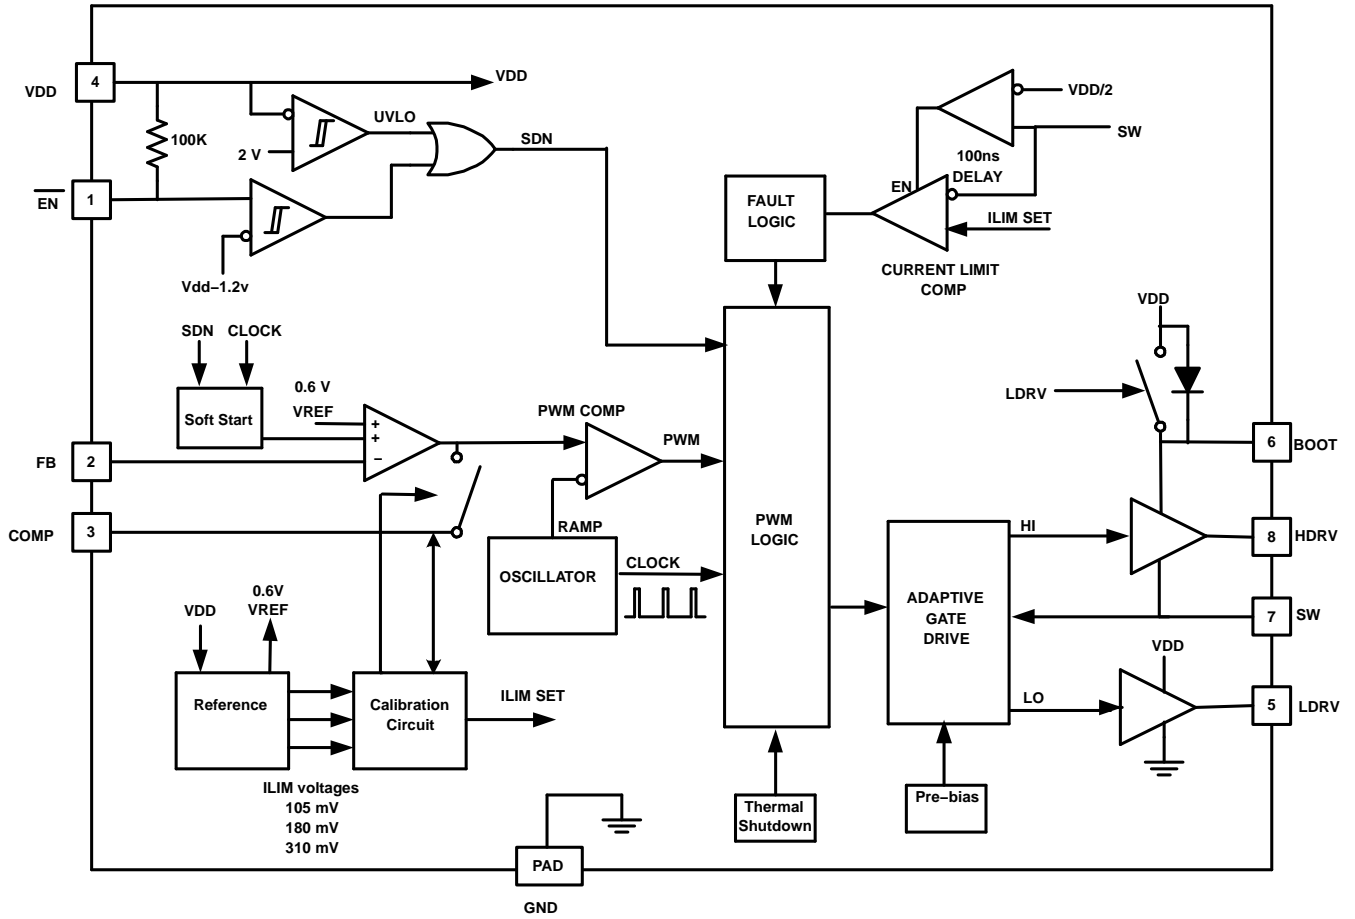 VDD
4
VDD
100K
UVLO
2 V
SDN
EN
1
Vdd–1.2v
VDD/2
SW
100ns
DELAY
EN
ILIM SET
CURRENT LIMIT
COMP
FAULT
LOGIC
SDN
CLOCK
Soft Start
0.6 V
VREF
+
+
–
FB
2
COMP
3
PWM COMP
PWM
RAMP
OSCILLATOR
CLOCK
PWM
LOGIC
VDD
LDRV
6
BOOT
HI
8
HDRV
ADAPTIVE
GATE
DRIVE
7
SW
VDD
LO
5
LDRV
VDD
0.6V
VREF
Reference
Calibration
Circuit
ILIM SET
ILIM voltages
105 mV
180 mV
310 mV
Thermal
Shutdown
Pre–bias
PAD
GND